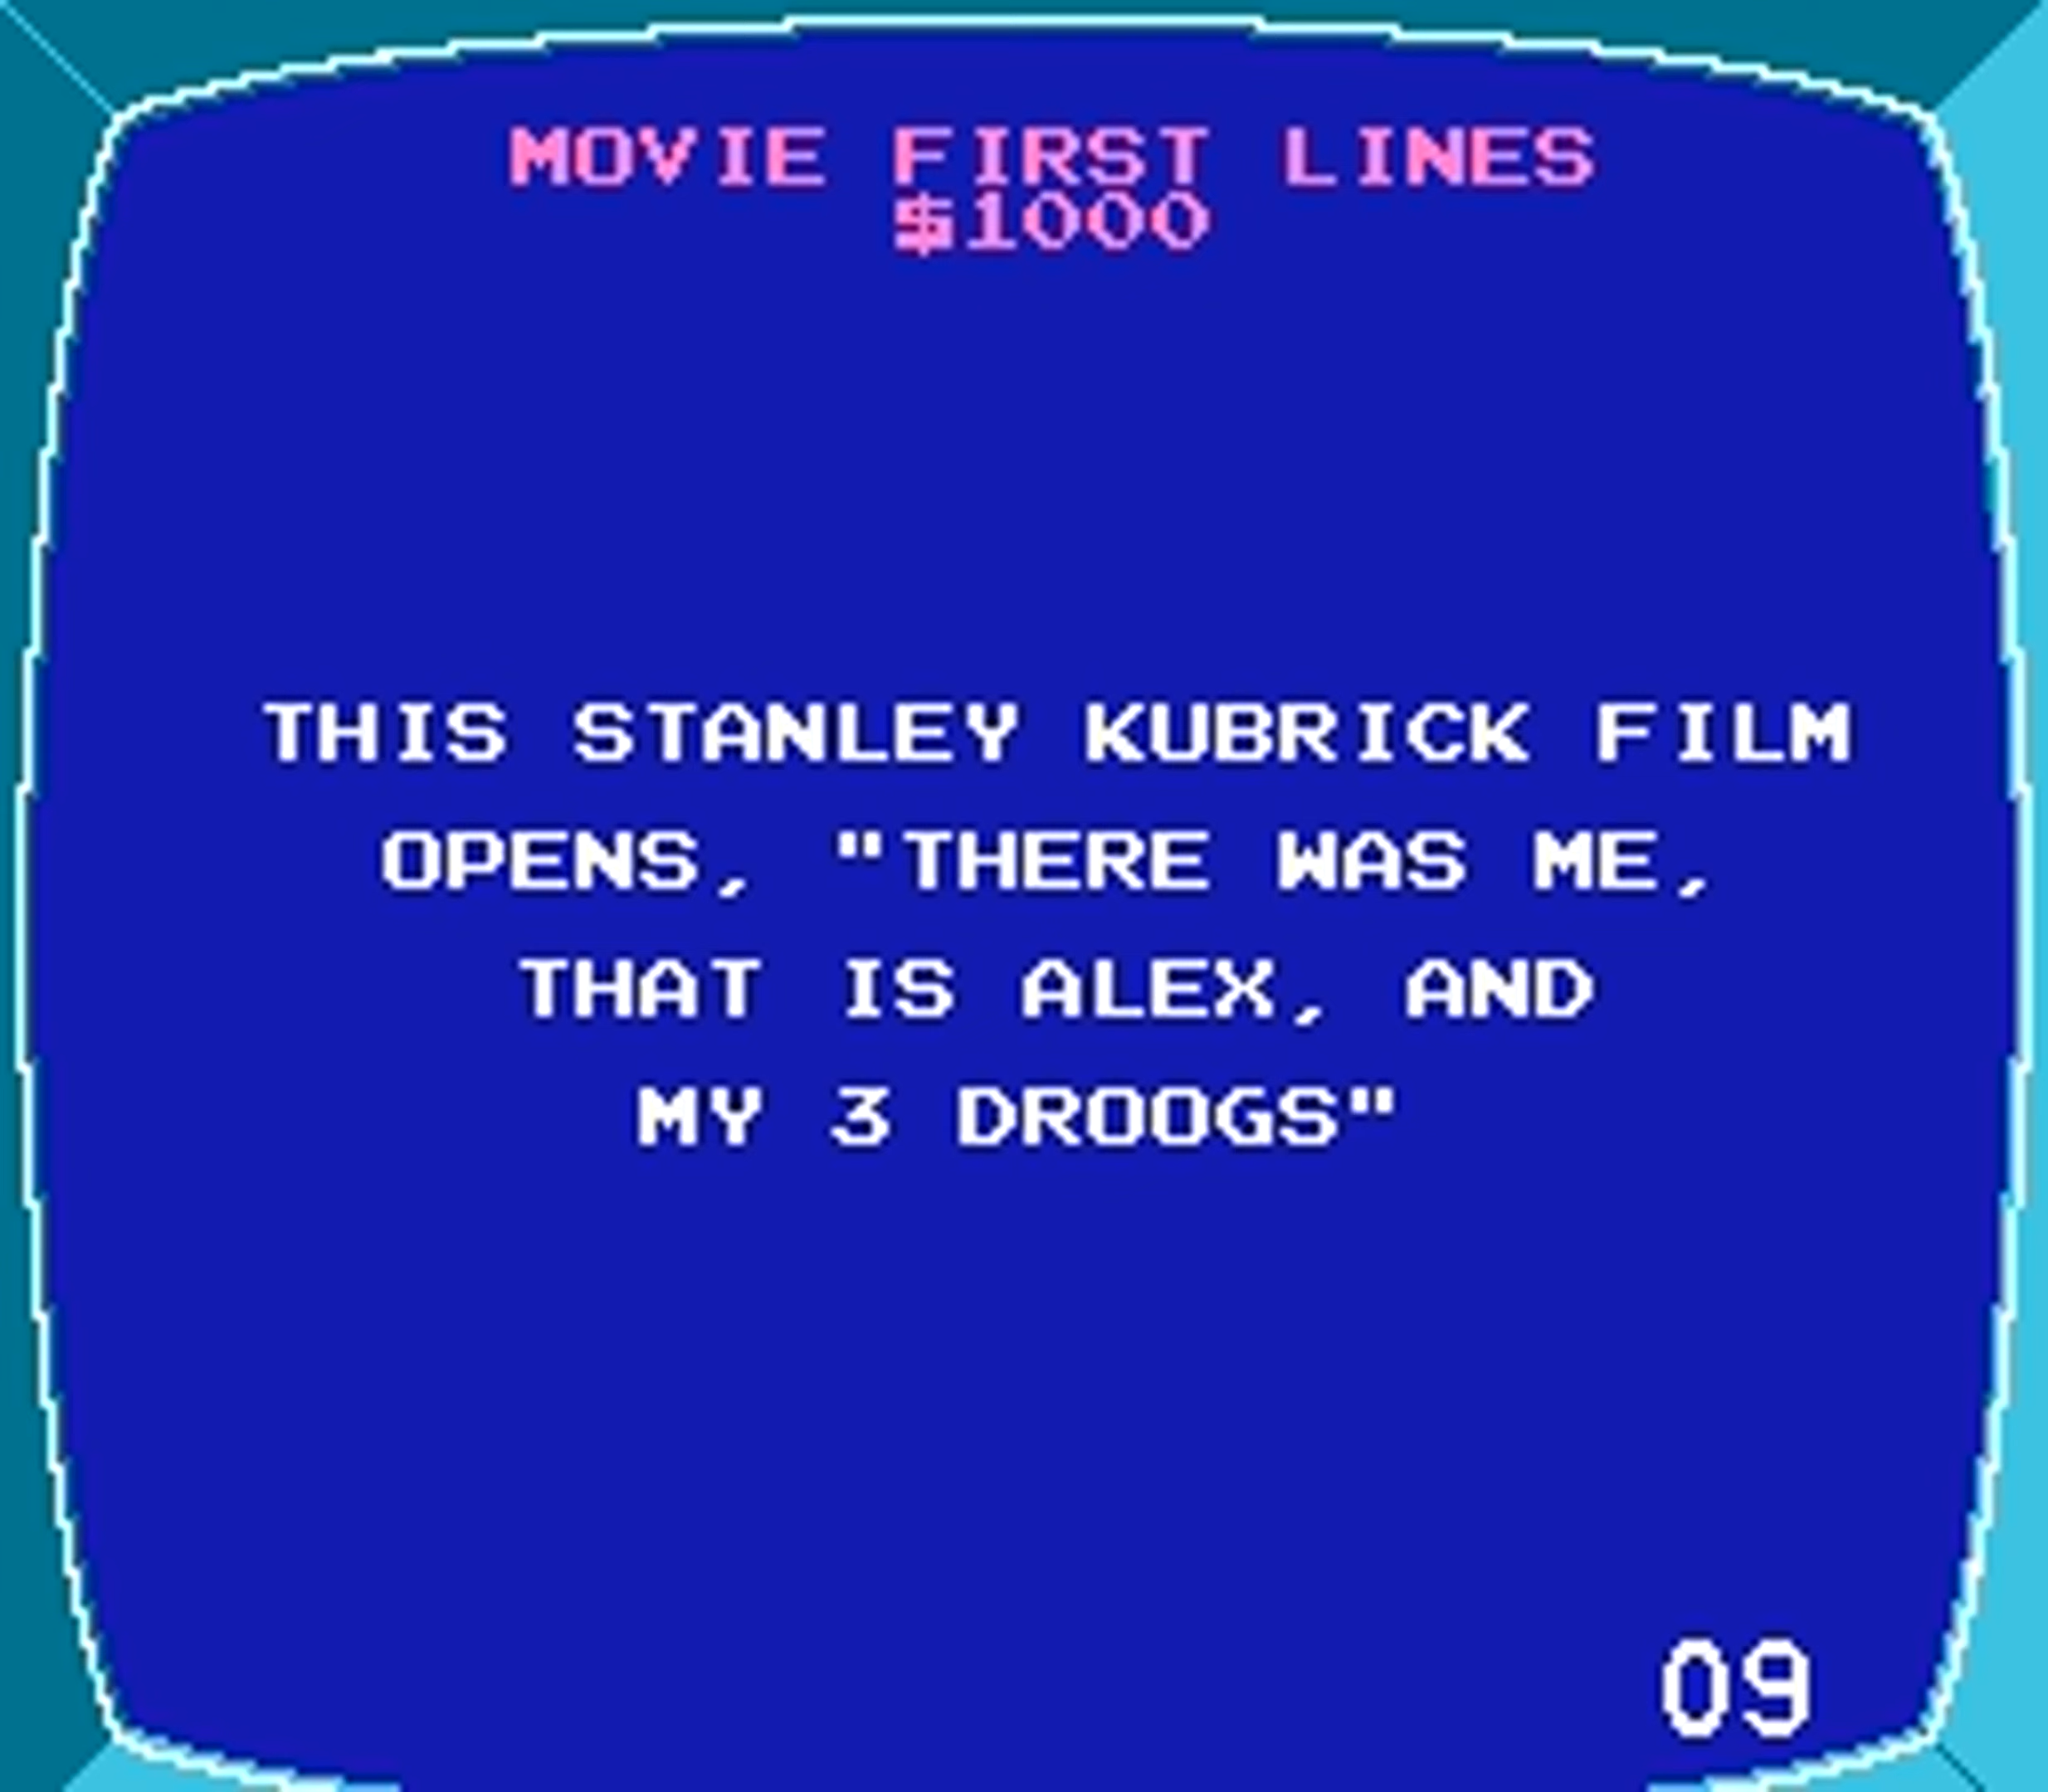 MOVIE FIRST LINES
$1000
THIS STANLEY KUBRICK FILM
OPENS, "THERE WAS ME,
THAT IS ALEX, AND
MY 3 DROOGS"
09